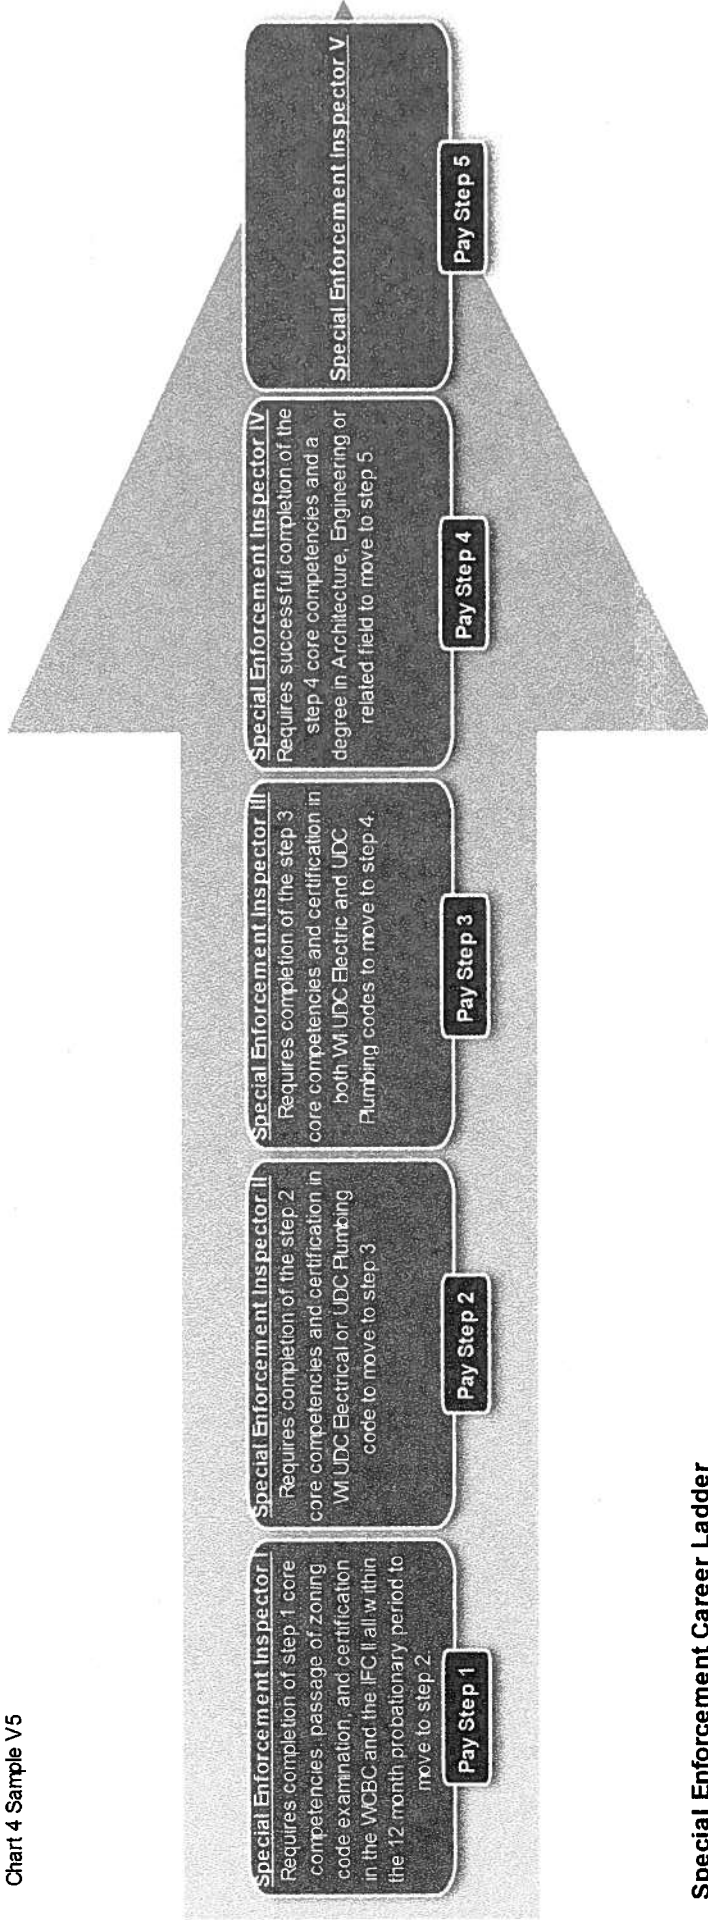 Chart 4 Sample V5
Special Enforcement Inspector I
Requires completion of step 1 core
competencies, passage of zoning
code examination, and certification
in the WCBC and the IFC II all within
the 12 month probationary period to
move to step 2.
Pay Step 1
Special Enforcement Inspector II
Requires completion of the step 2
core competencies and certification in
WI UDC Electrical or UDC Plumbing
code to move to step 3
Pay Step 2
Special Enforcement Inspector III
Requires completion of the step 3
core competencies and certification in
both WI UDC Electric and UDC
Plumbing codes to move to step 4.
Pay Step 3
Special Enforcement Inspector IV
Requires successful completion of the
step 4 core competencies and a
degree in Architecture, Engineering or
related field to move to step 5.
Pay Step 4
Special Enforcement Inspector V
Pay Step 5
Special Enforcement Career Ladder